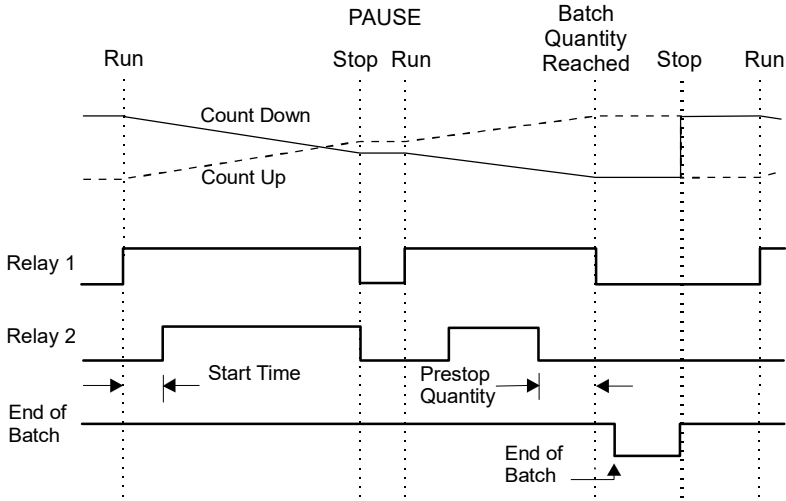 PAUSE
Batch
Quantity
Reached
Run
Stop
Run
Stop
Run
Count Down
Count Up
Relay 1
Relay 2
Start Time
Prestop
Quantity
End of
Batch
End of
Batch